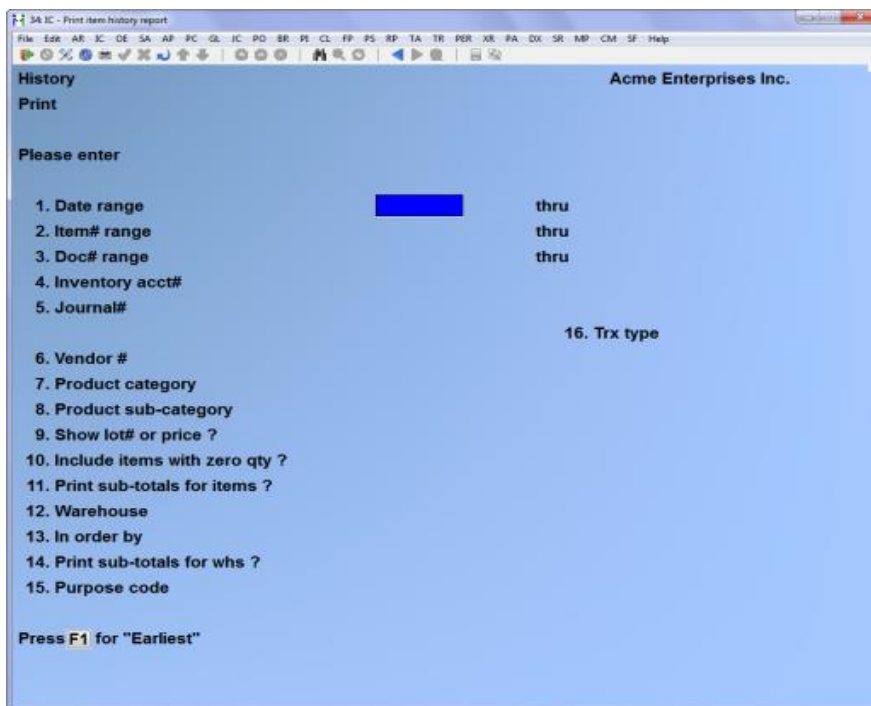 34: IC - Print item history report
File Edit AR IC OE SA AP PC GL JC PO BR PI CL FP PS RP TA TR PER XR PA DX SR MP CM SF Help
History Acme Enterprises Inc.
Print
Please enter
1. Date range thru
2. Item# range thru
3. Doc# range thru
4. Inventory acct#
5. Journal#
16. Trx type
6. Vendor #
7. Product category
8. Product sub-category
9. Show lot# or price ?
10. Include items with zero qty ?
11. Print sub-totals for items ?
12. Warehouse
13. In order by
14. Print sub-totals for whs ?
15. Purpose code
Press F1 for "Earliest"